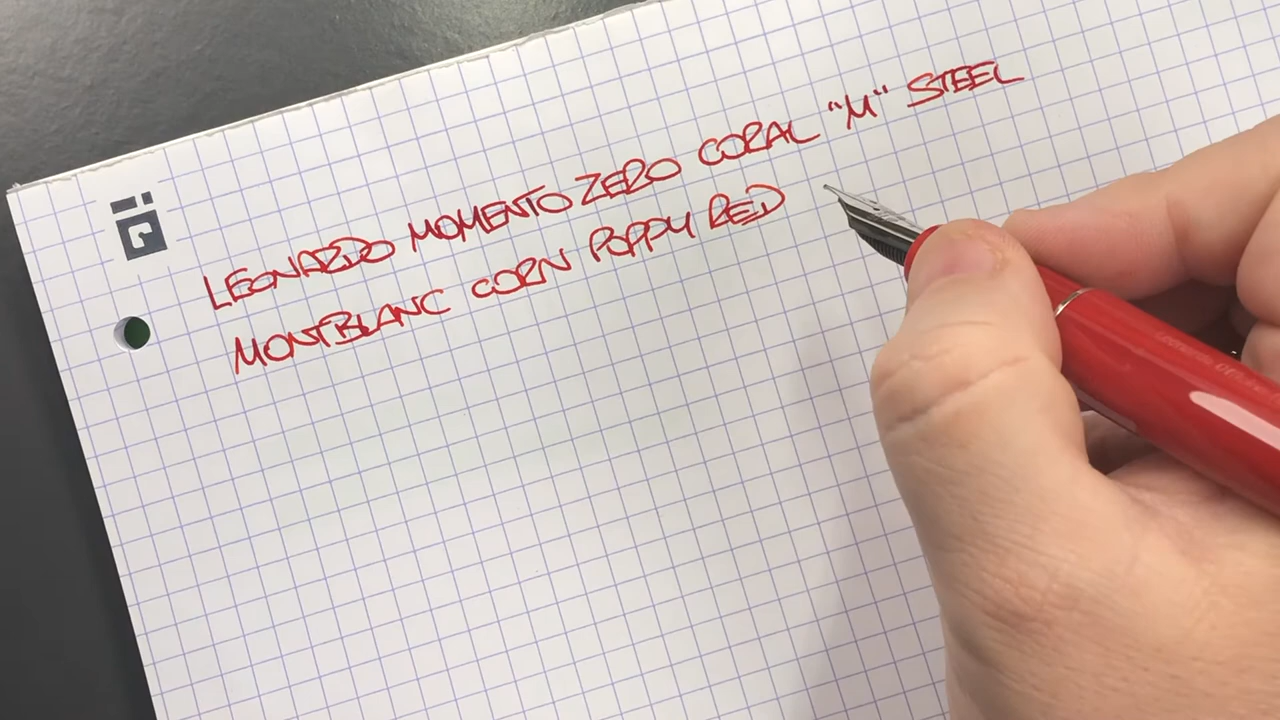 LEONARDO MOMENTO ZERO CORAL "M" STEEL
MONTBLANC CORN POPPY RED